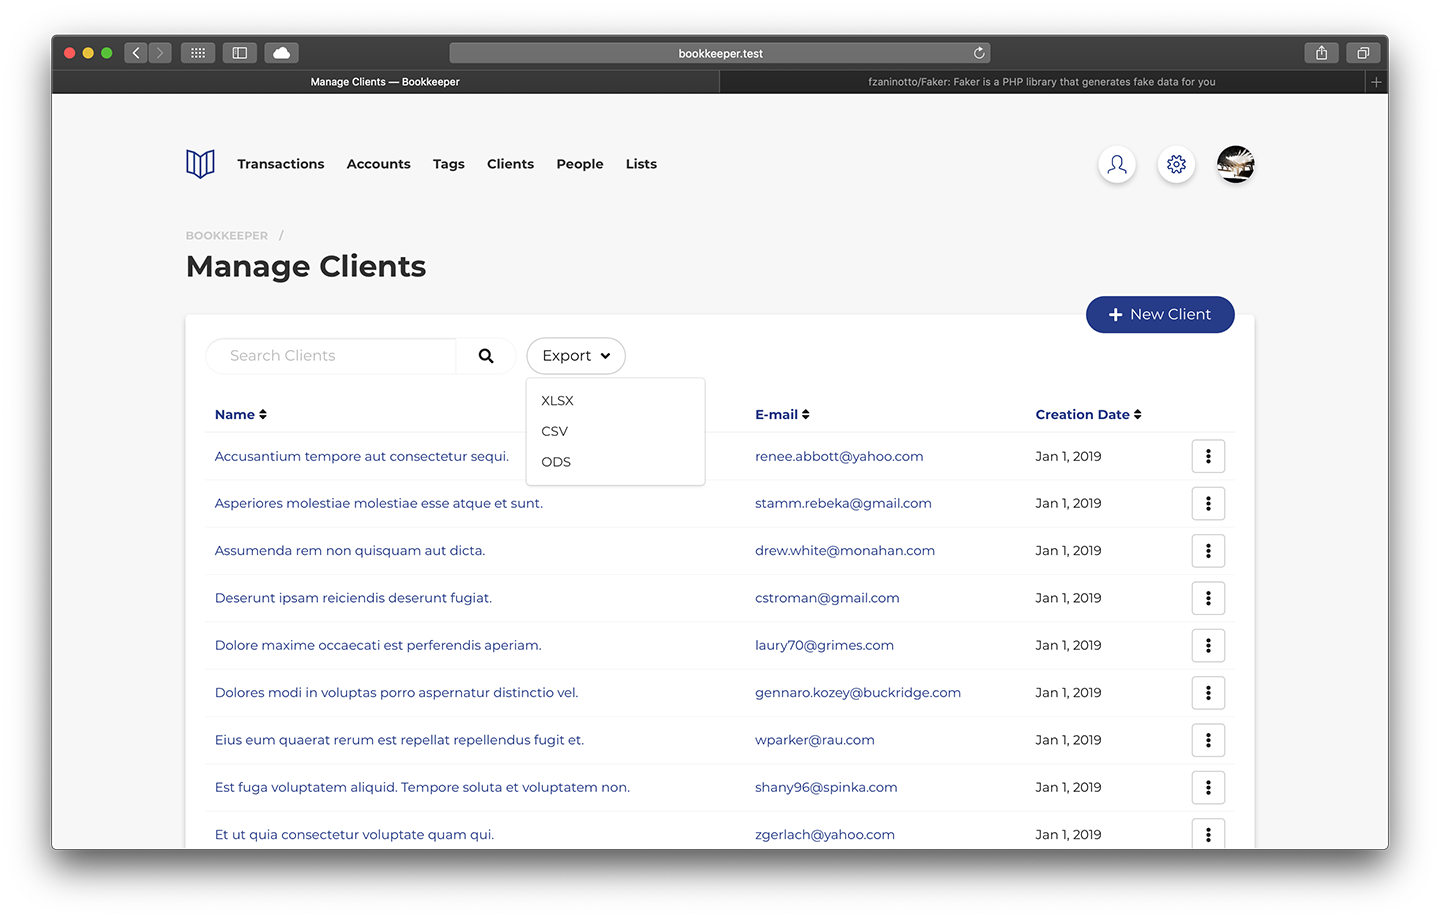 bookkeeper.test
Manage Clients — Bookkeeper
fzaninotto/Faker: Faker is a PHP library that generates fake data for you
Transactions Accounts Tags Clients People Lists
BOOKKEEPER /
Manage Clients
+ New Client
Search Clients
Export
XLSX
CSV
ODS
Name E-mail Creation Date
Accusantium tempore aut consectetur sequi. renee.abbott@yahoo.com Jan 1, 2019
Asperiores molestiae molestiae esse atque et sunt. stamm.rebeka@gmail.com Jan 1, 2019
Assumenda rem non quisquam aut dicta. drew.white@monahan.com Jan 1, 2019
Deserunt ipsam reiciendis deserunt fugiat. cstroman@gmail.com Jan 1, 2019
Dolore maxime occaecati est perferendis aperiam. laury70@grimes.com Jan 1, 2019
Dolores modi in voluptas porro aspernatur distinctio vel. gennaro.kozey@buckridge.com Jan 1, 2019
Eius eum quaerat rerum est repellat repellendus fugit et. wparker@rau.com Jan 1, 2019
Est fuga voluptatem aliquid. Tempore soluta et voluptatem non. shany96@spinka.com Jan 1, 2019
Et ut quia consectetur voluptate quam qui. zgerlach@yahoo.com Jan 1, 2019